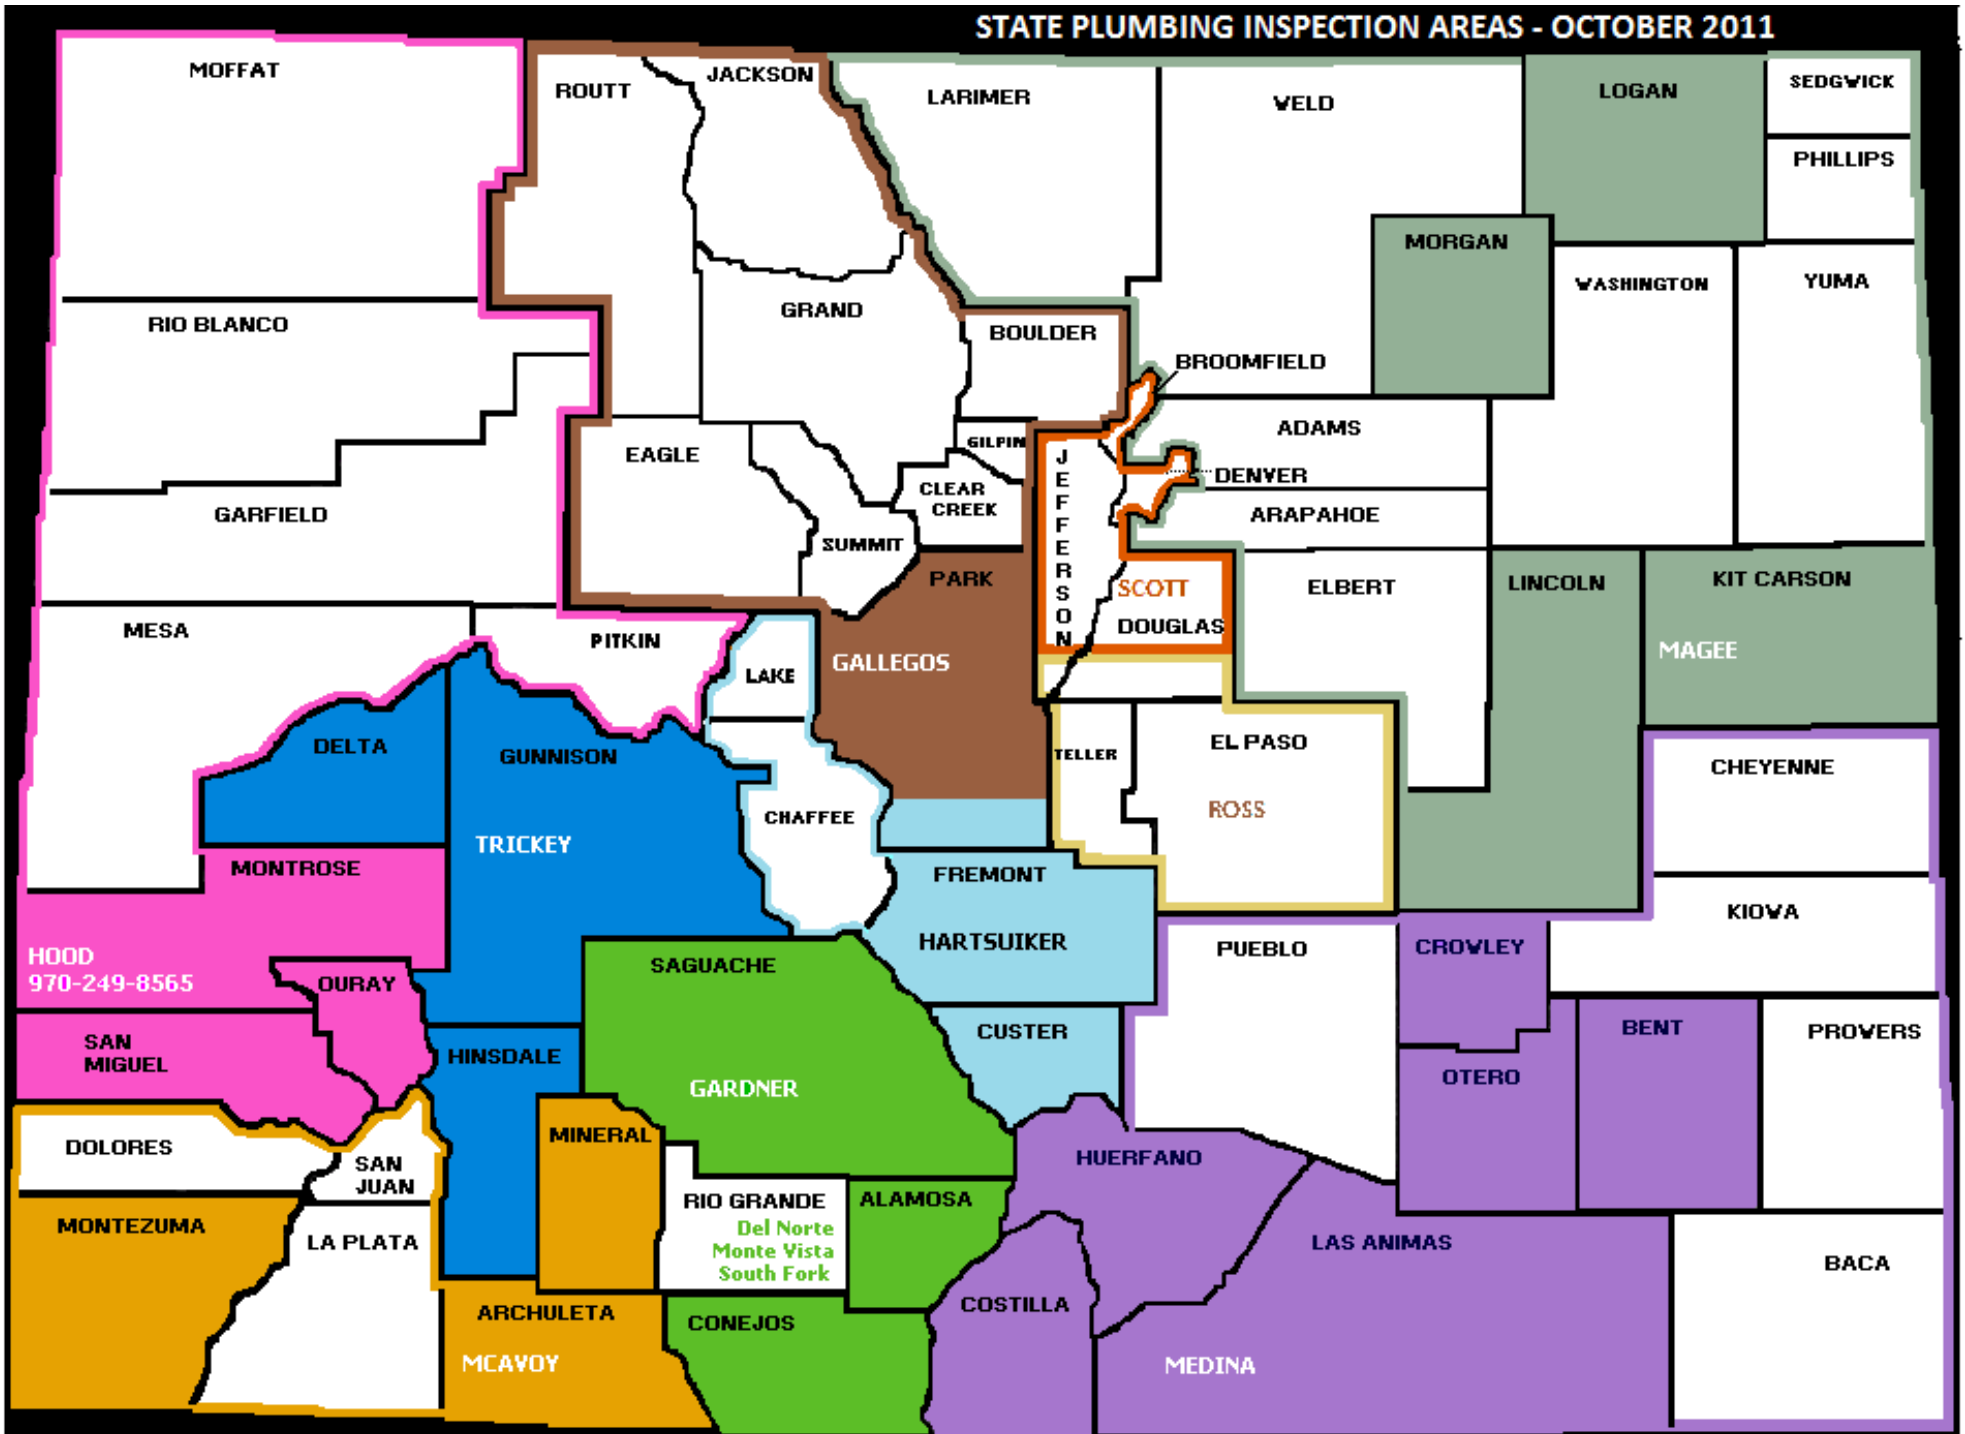 STATE PLUMBING INSPECTION AREAS - OCTOBER 2011
MOFFAT
ROUTT
JACKSON
LARIMER
WELD
LOGAN
SEDGWICK
PHILLIPS
MORGAN
WASHINGTON
YUMA
RIO BLANCO
GRAND
BOULDER
BROOMFIELD
ADAMS
DENVER
ARAPAHOE
EAGLE
GILPIN
CLEAR
CREEK
JEFFERSON
GARFIELD
SUMMIT
PARK
SCOTT
DOUGLAS
ELBERT
LINCOLN
KIT CARSON
MAGEE
MESA
PITKIN
LAKE
GALLEGOS
DELTA
GUNNISON
TELLER
EL PASO
ROSS
CHEYENNE
CHAFFEE
TRICKEY
MONTROSE
FREMONT
HARTSUIKER
KIOWA
HOOD
970-249-8565
OURAY
SAGUACHE
PUEBLO
CROWLEY
SAN
MIGUEL
HINSDALE
GARDNER
CUSTER
OTERO
BENT
PROWERS
DOLORES
SAN
JUAN
MINERAL
HUERFANO
MONTEZUMA
LA PLATA
RIO GRANDE
Del Norte
Monte Vista
South Fork
ALAMOSA
LAS ANIMAS
BACA
ARCHULETA
MCAVOY
CONEJOS
COSTILLA
MEDINA